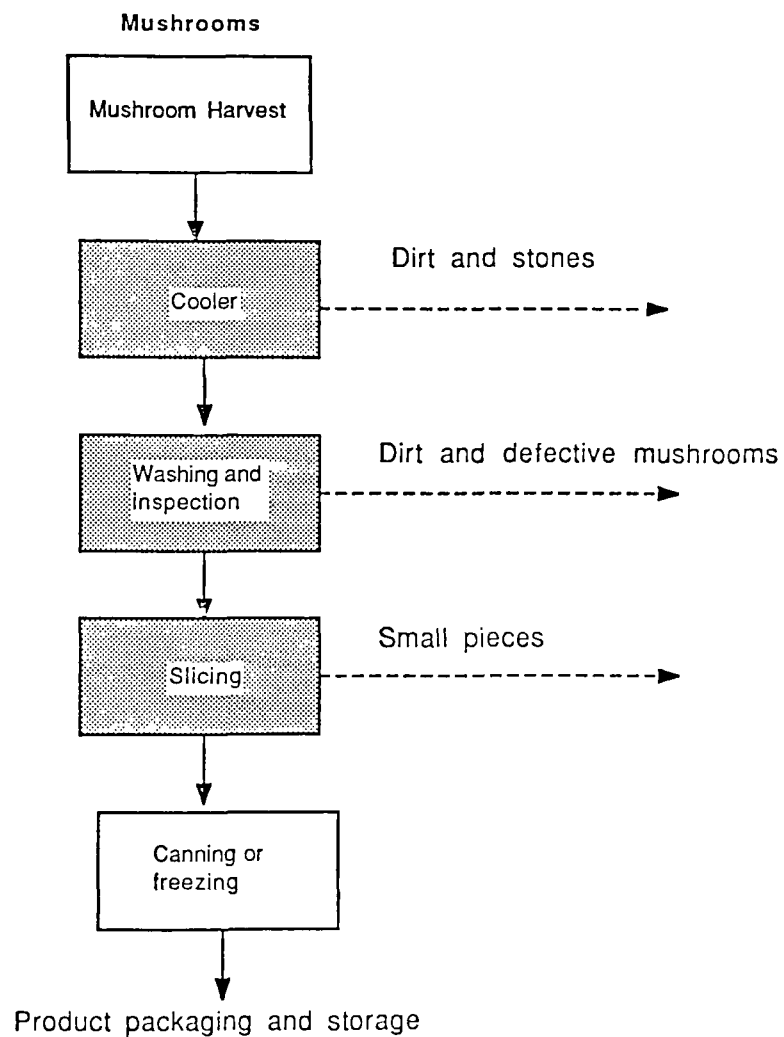 Mushrooms
Mushroom Harvest
Cooler
Dirt and stones
Washing and
inspection
Dirt and defective mushrooms
Slicing
Small pieces
Canning or
freezing
Product packaging and storage